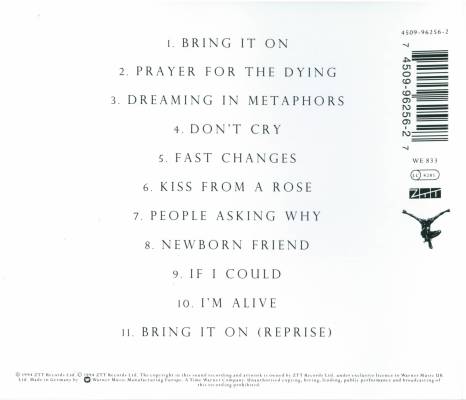 4509-96256-2
1. BRING IT ON
2. PRAYER FOR THE DYING
3. DREAMING IN METAPHORS
4. DON'T CRY
5. FAST CHANGES
6. KISS FROM A ROSE
7. PEOPLE ASKING WHY
8. NEWBORN FRIEND
9. IF I COULD
10. I'M ALIVE
11. BRING IT ON (REPRISE)
7 45099-96256-2 7
WE 833
LC 9285
ZTT
℗ 1994 ZTT Records Ltd. © 1994 ZTT Records Ltd. The copyright in this sound recording and artwork is owned by ZTT Records Ltd. under exclusive licence to Warner Music UK
Ltd. Made in Germany by Warner Music Manufacturing Europe. A Time Warner Company. Unauthorised copying, hiring, lending, public performance and broadcasting of
this recording prohibited.